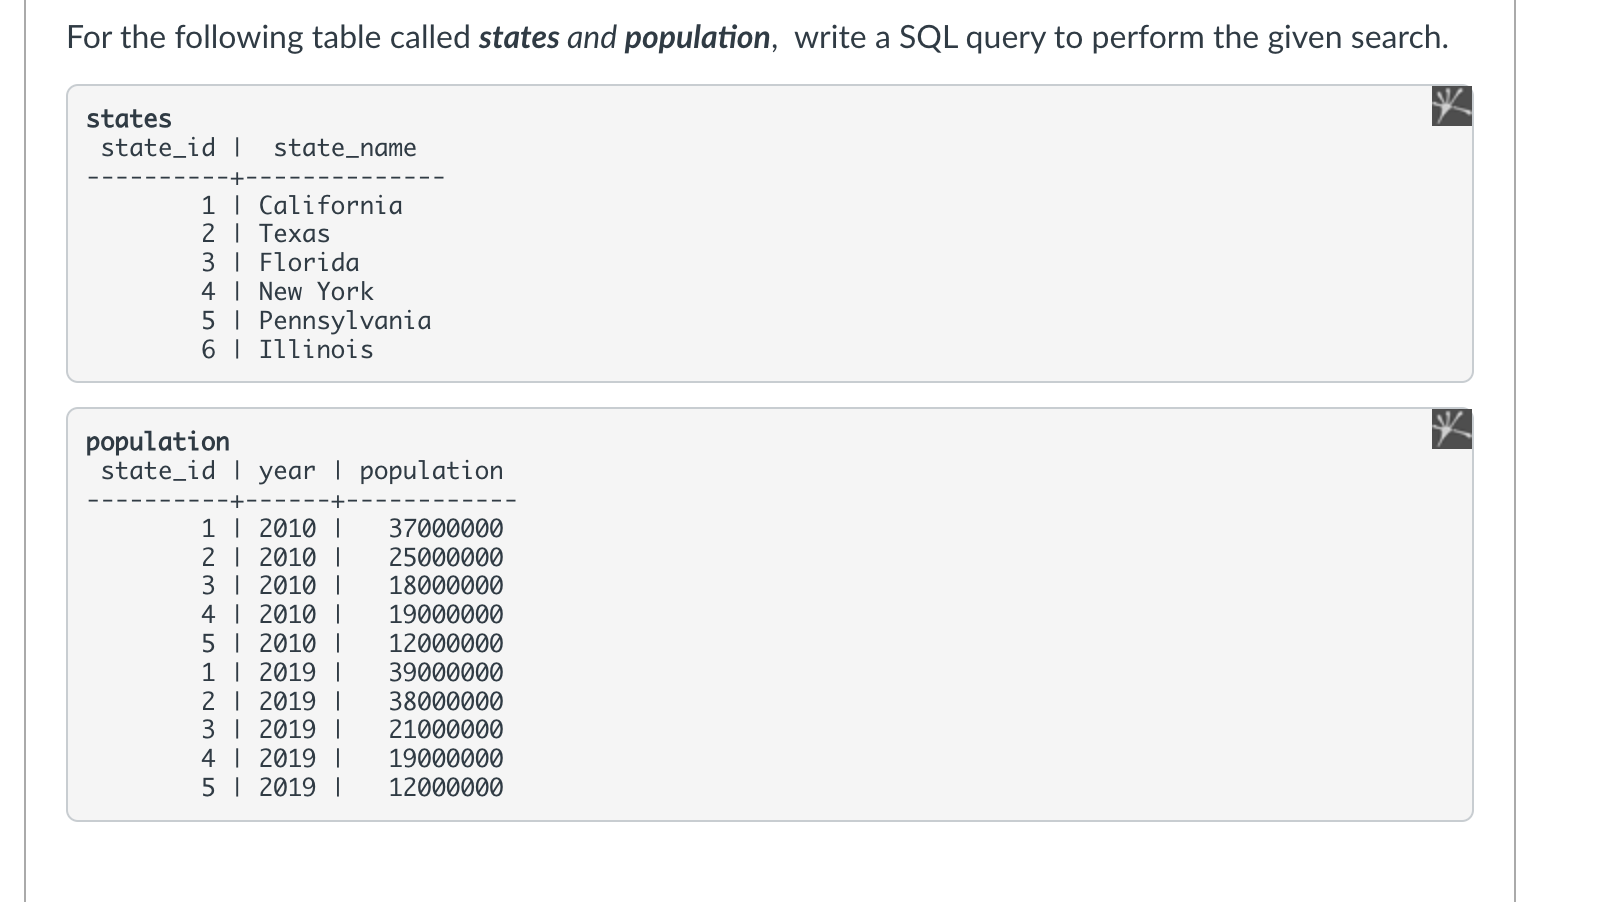 For the following table called states and population,  write a SQL query to perform the given search.
states
 state_id |  state_name
----------+--------------
        1 | California
        2 | Texas
        3 | Florida
        4 | New York
        5 | Pennsylvania
        6 | Illinois
population
 state_id | year | population
----------+------+------------
        1 | 2010 |   37000000
        2 | 2010 |   25000000
        3 | 2010 |   18000000
        4 | 2010 |   19000000
        5 | 2010 |   12000000
        1 | 2019 |   39000000
        2 | 2019 |   38000000
        3 | 2019 |   21000000
        4 | 2019 |   19000000
        5 | 2019 |   12000000